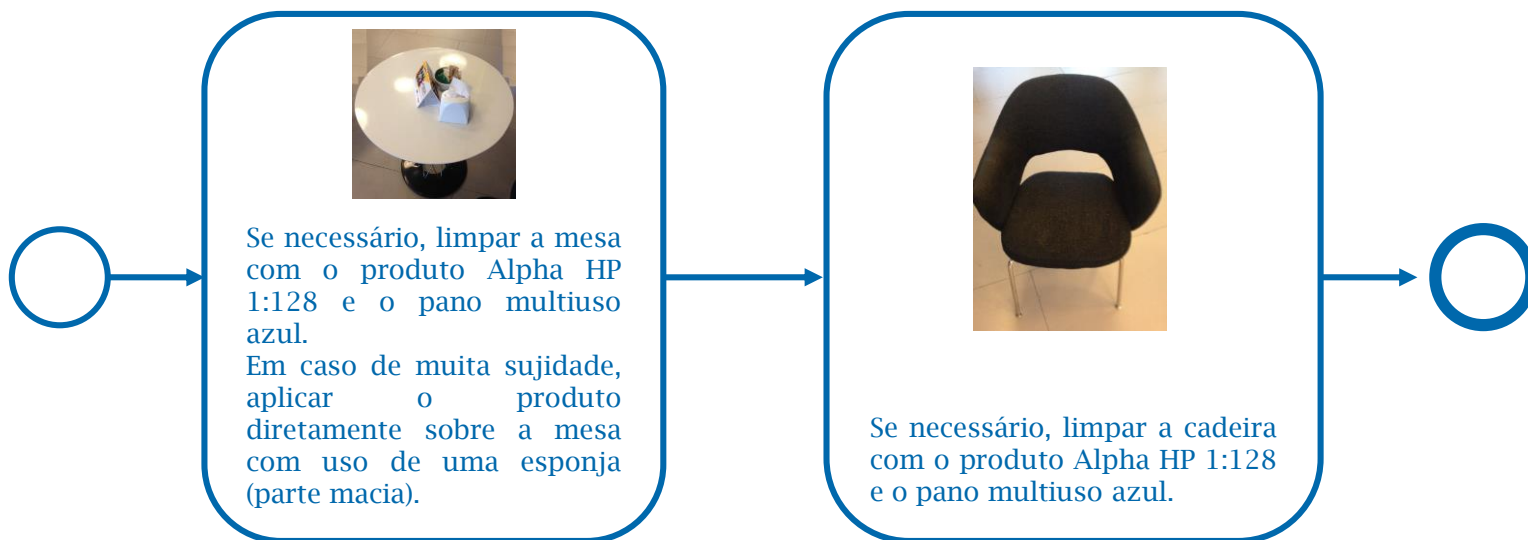 Se necessário, limpar a mesa
com o produto Alpha HP
1:128 e o pano multiuso
azul.
Em caso de muita sujidade,
aplicar o produto
diretamente sobre a mesa
com uso de uma esponja
(parte macia).
Se necessário, limpar a cadeira
com o produto Alpha HP 1:128
e o pano multiuso azul.